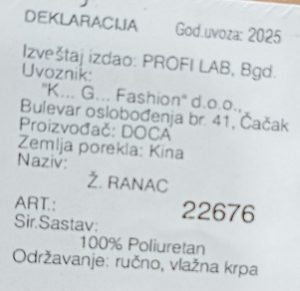 DEKLARACIJA God.uvoza: 2025
Izveštaj izdao: PROFI LAB, Bgd.
Uvoznik:
"K... G... Fashion" d.o.o.,
Bulevar oslobođenja br. 41, Čačak
Proizvođač: DOCA
Zemlja porekla: Kina
Naziv:
Ž. RANAC
ART.: 22676
Sir.Sastav:
100% Poliuretan
Održavanje: ručno, vlažna krpa